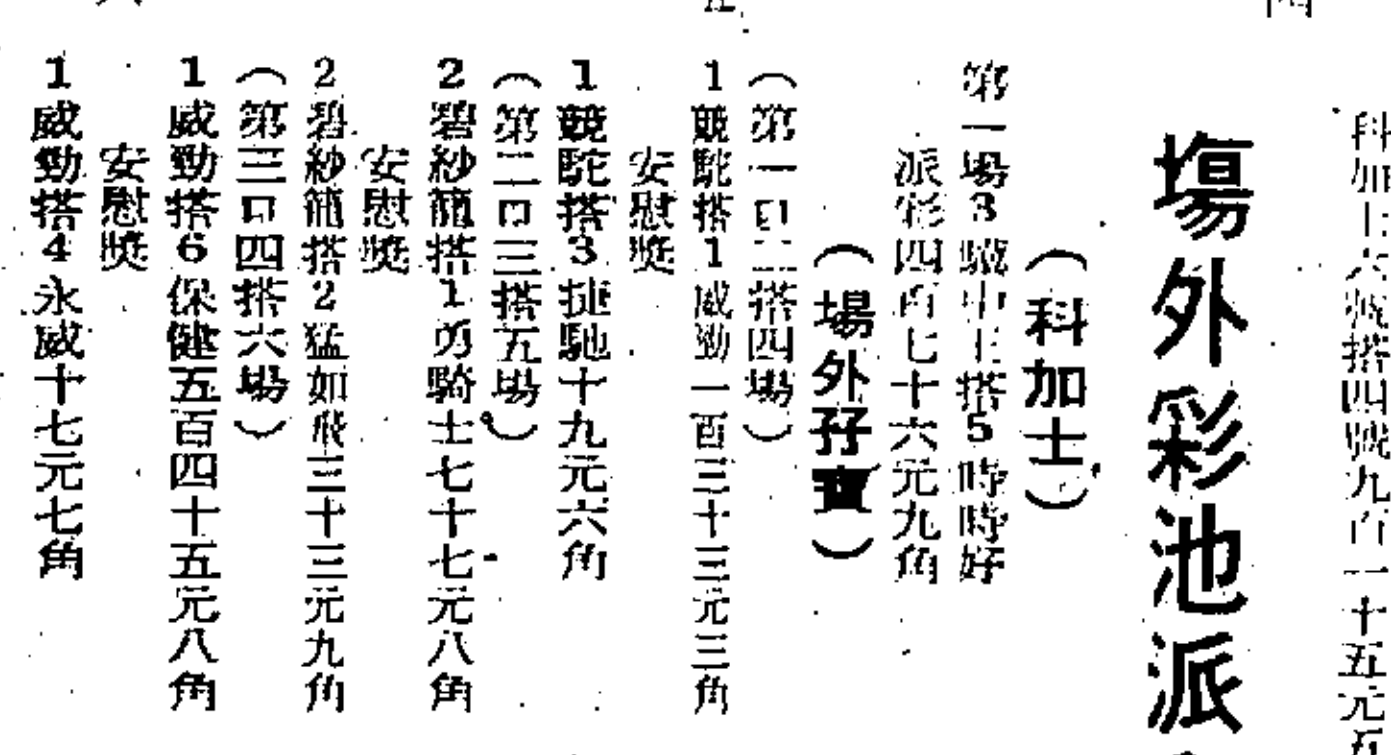 科加士六號搭四號九百一十五元五
場外彩池派
（科加士）
第一場3驖中王搭5時時好
派彩四百七十六元九角
（場外孖寶）
（第一口二搭四場）
1競駝搭1威勁一百三十三元三角
安慰獎
1競駝搭3捷馳十九元六角
（第二口三搭五場）
2碧紗籠搭1勇騎士七十七元八角
安慰獎
2碧紗籠搭2猛如飛三十三元九角
（第三口四搭六場）
1威勁搭6保健五百四十五元八角
安慰獎
1威勁搭4永威十七元七角